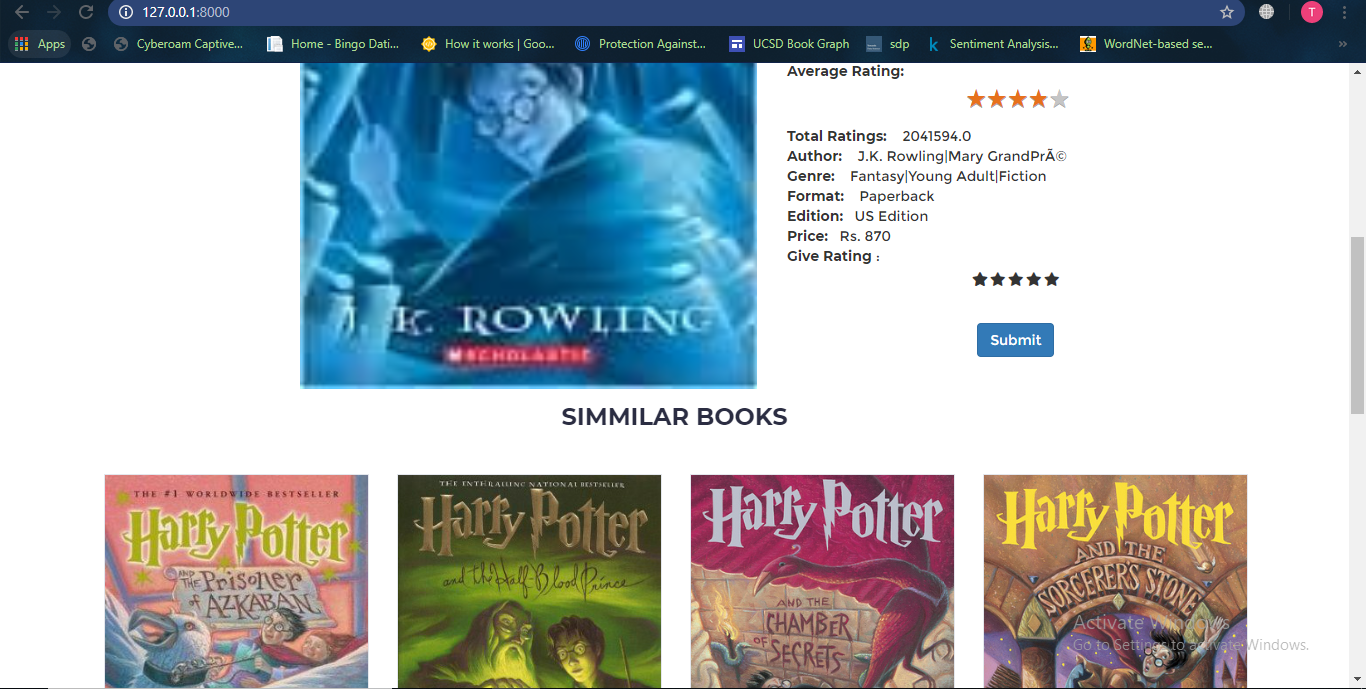 127.0.0.1:8000
Apps
Cyberoam Captive...
Home - Bingo Dati...
How it works | Goo...
Protection Against...
UCSD Book Graph
sdp
Sentiment Analysis...
WordNet-based se...
»
T
Average Rating:
Total Ratings: 2041594.0
Author: J.K. Rowling|Mary GrandPrÃ©
Genre: Fantasy|Young Adult|Fiction
Format: Paperback
Edition: US Edition
Price: Rs. 870
Give Rating :
Submit
J. K. ROWLING
SCHOLASTIC
SIMMILAR BOOKS
THE #1 WORLDWIDE BESTSELLER
Harry Potter
AND THE Prisoner
of AZKABAN
THE ENTHRALLING NATIONAL BESTSELLER
Harry Potter
and the Half-Blood Prince
Harry Potter
AND THE
CHAMBER
OF SECRETS
Harry Potter
AND THE
SORCERER'S STONE
Activate Windows
Go to Settings to activate Windows.